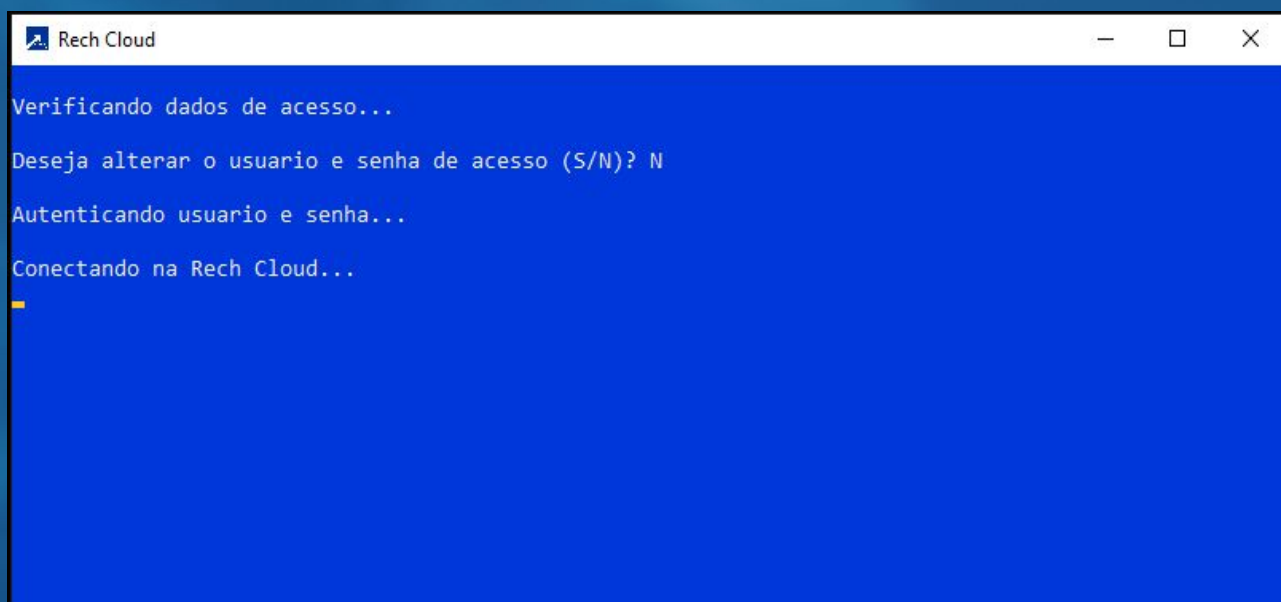 Rech Cloud
Verificando dados de acesso...
Deseja alterar o usuario e senha de acesso (S/N)? N
Autenticando usuario e senha...
Conectando na Rech Cloud...